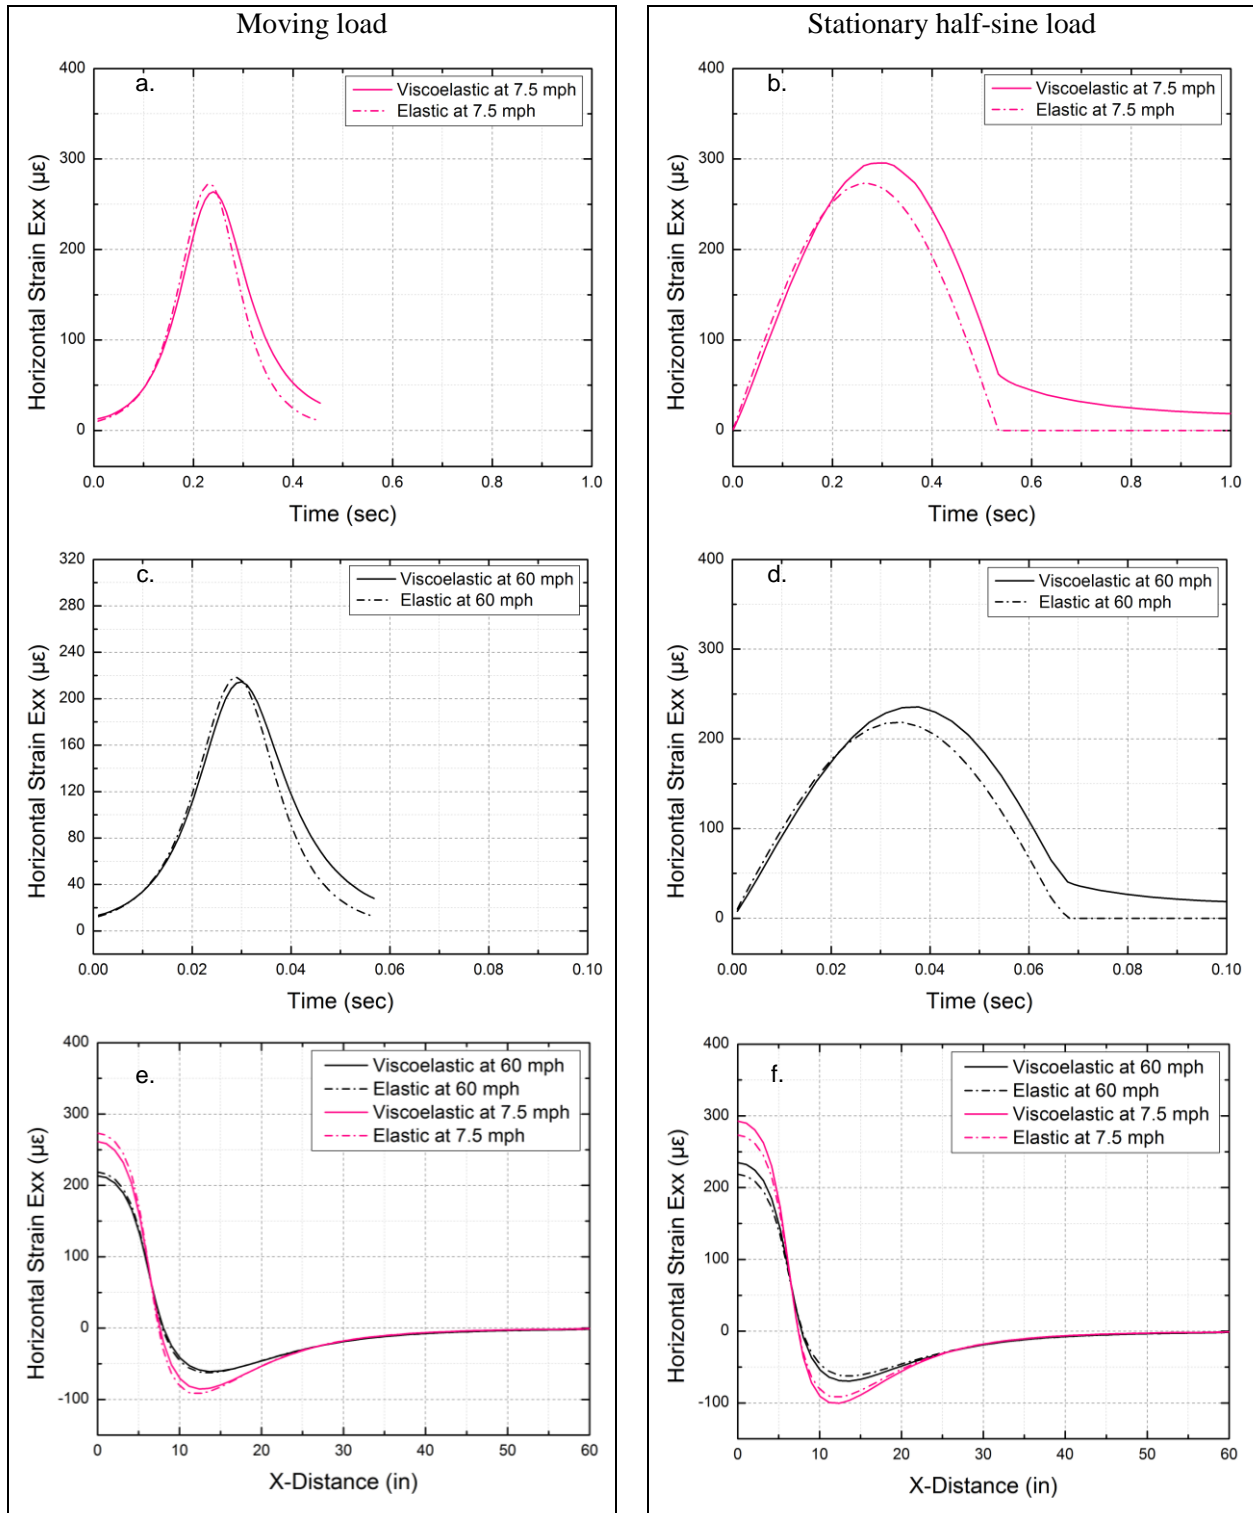 Moving load
a.
Viscoelastic at 7.5 mph
Elastic at 7.5 mph
Horizontal Strain Exx (με)
400
300
200
100
0
0.0 0.2 0.4 0.6 0.8 1.0
Time (sec)
c.
Viscoelastic at 60 mph
Elastic at 60 mph
Horizontal Strain Exx (με)
320
280
240
200
160
120
80
40
0
0.00 0.02 0.04 0.06 0.08 0.10
Time (sec)
e.
Viscoelastic at 60 mph
Elastic at 60 mph
Viscoelastic at 7.5 mph
Elastic at 7.5 mph
Horizontal Strain Exx (με)
400
300
200
100
0
-100
0 10 20 30 40 50 60
X-Distance (in)
Stationary half-sine load
b.
Viscoelastic at 7.5 mph
Elastic at 7.5 mph
Horizontal Strain Exx (με)
400
300
200
100
0
0.0 0.2 0.4 0.6 0.8 1.0
Time (sec)
d.
Viscoelastic at 60 mph
Elastic at 60 mph
Horizontal Strain Exx (με)
400
300
200
100
0
0.00 0.02 0.04 0.06 0.08 0.10
Time (sec)
f.
Viscoelastic at 60 mph
Elastic at 60 mph
Viscoelastic at 7.5 mph
Elastic at 7.5 mph
Horizontal Strain Exx (με)
400
300
200
100
0
-100
0 10 20 30 40 50 60
X-Distance (in)